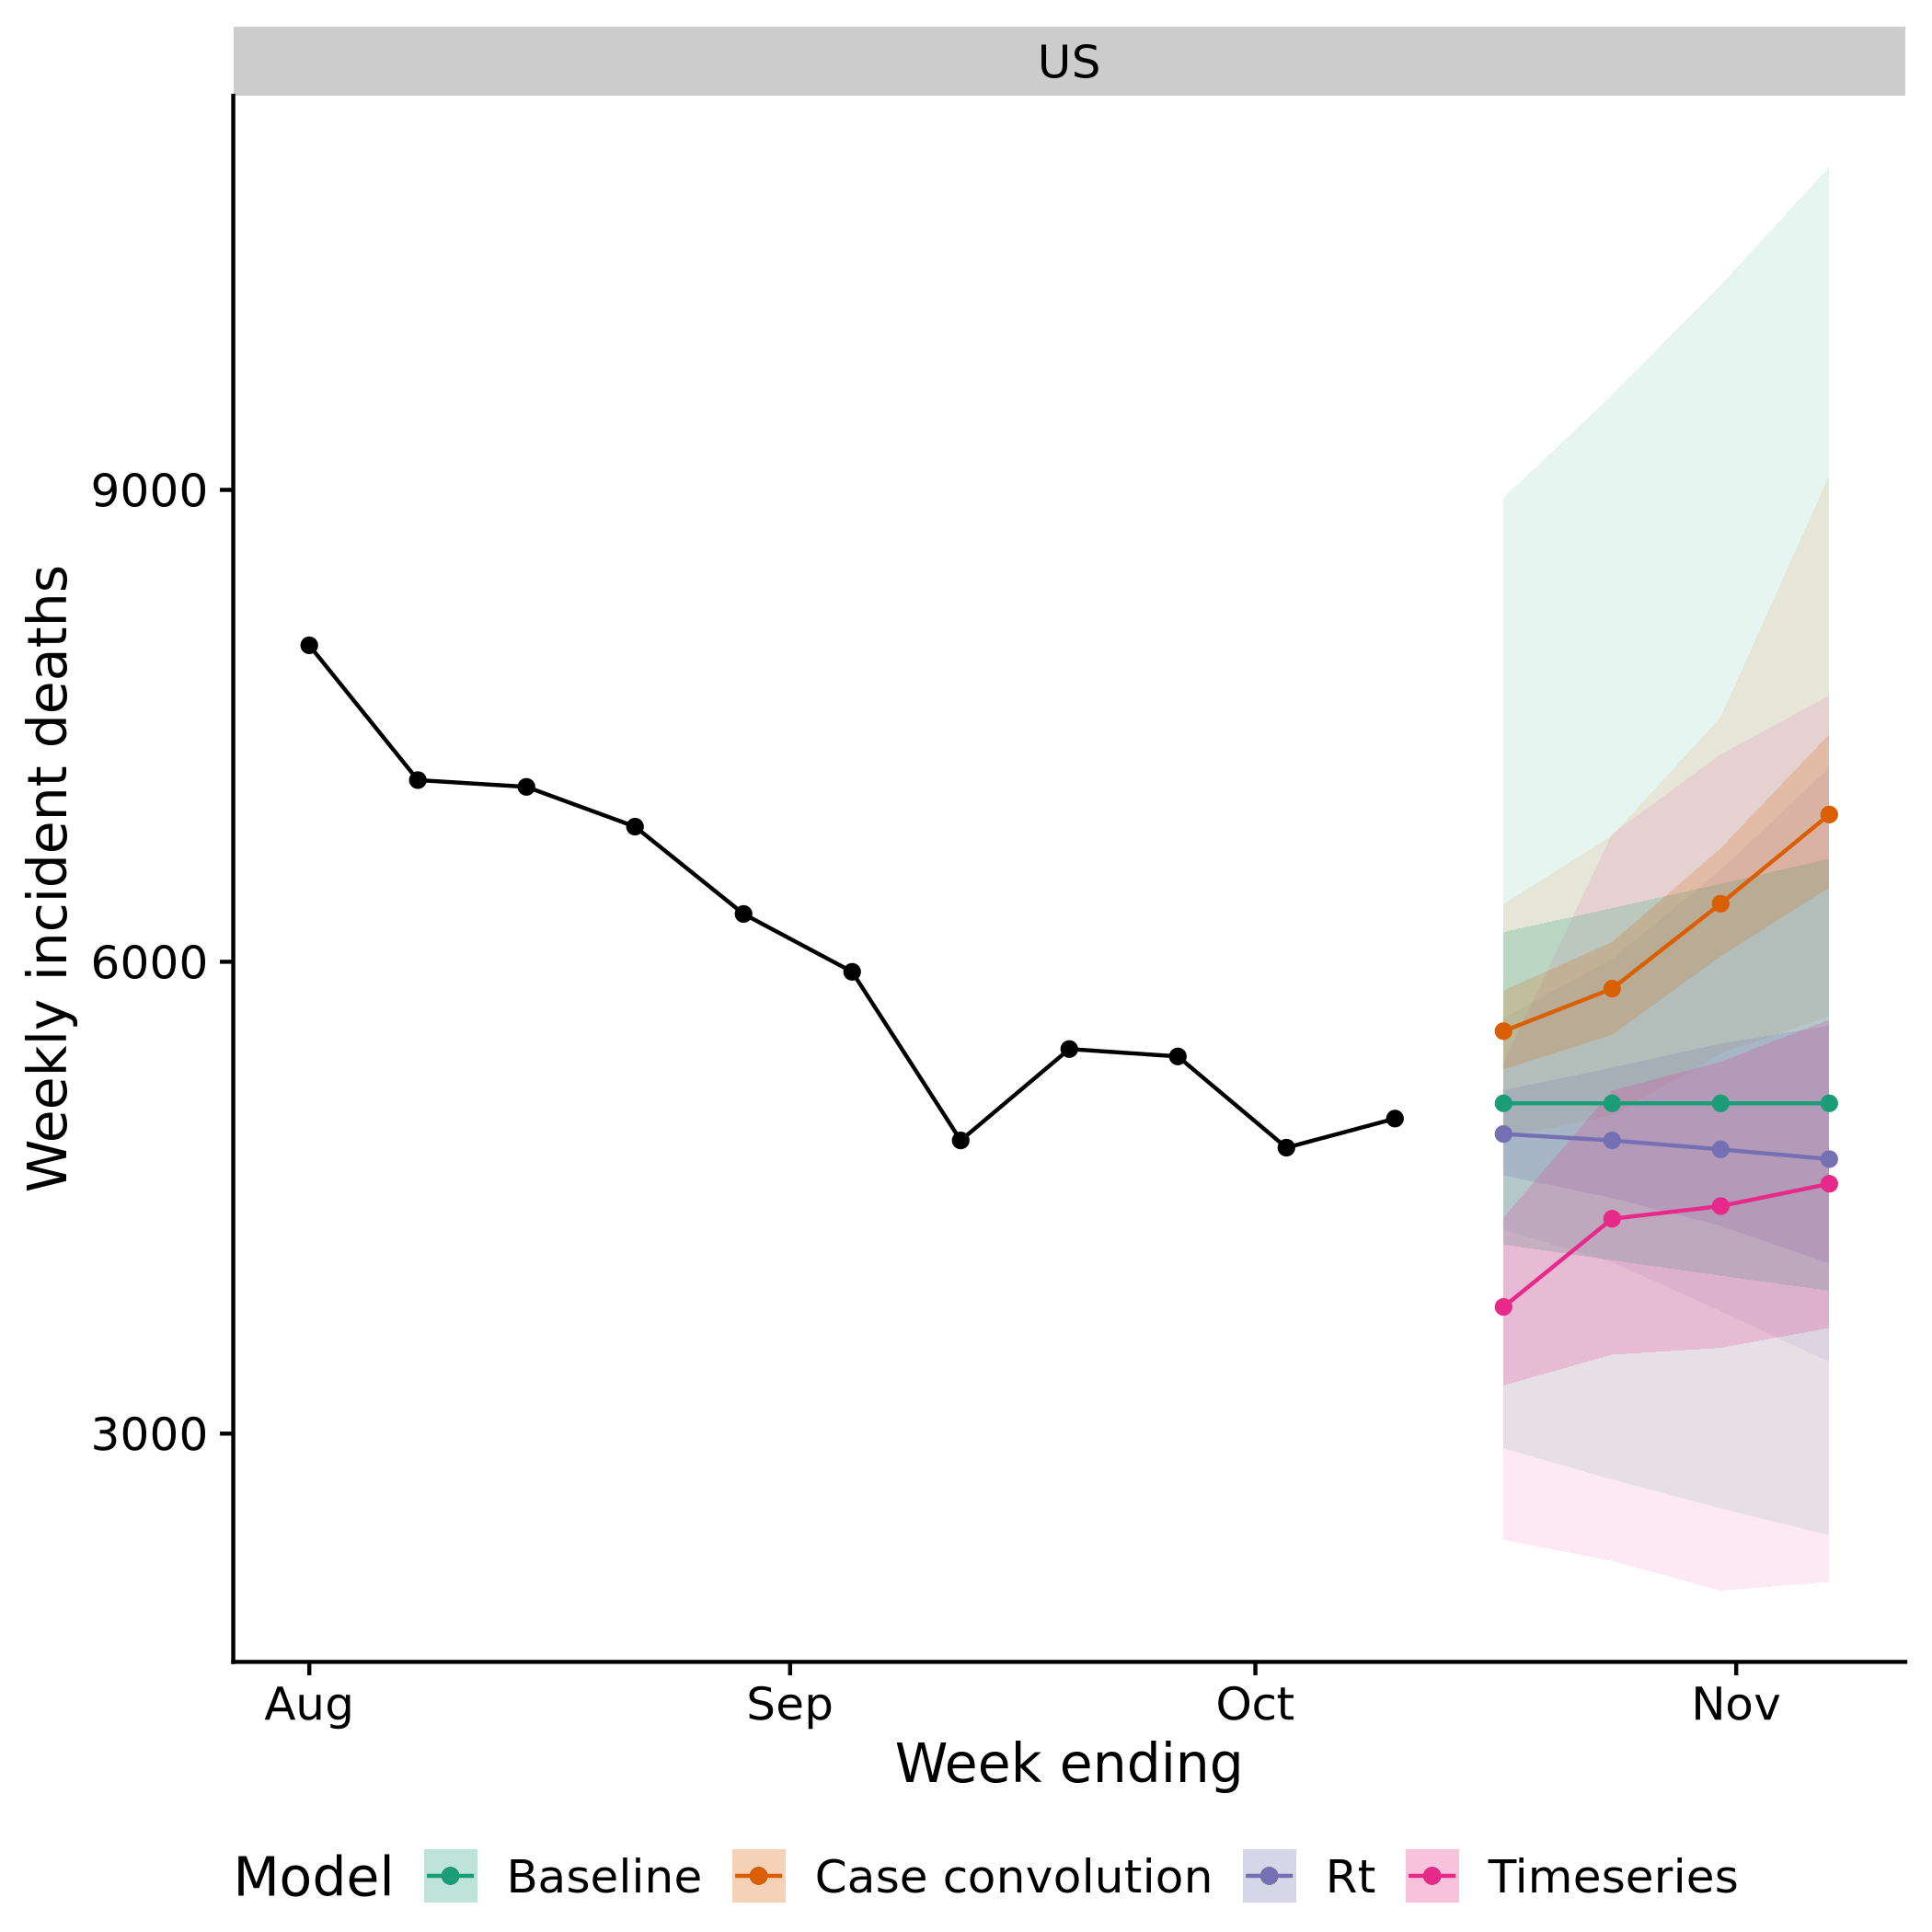 US
Weekly incident deaths
9000
6000
3000
Aug Sep Oct Nov
Week ending
Model Baseline Case convolution Rt Timeseries